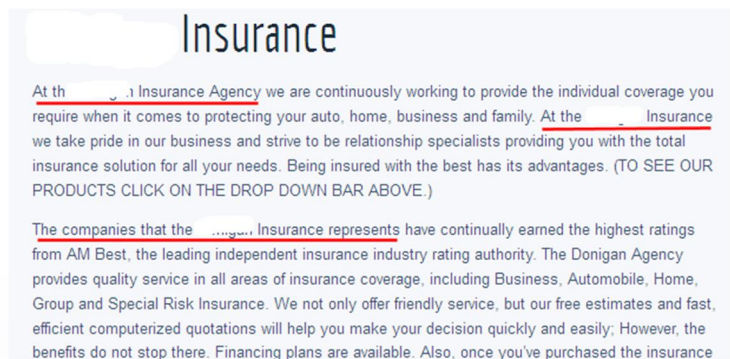 Insurance
At th Insurance Agency we are continuously working to provide the individual coverage you
require when it comes to protecting your auto, home, business and family. At the Insurance
we take pride in our business and strive to be relationship specialists providing you with the total
insurance solution for all your needs. Being insured with the best has its advantages. (TO SEE OUR
PRODUCTS CLICK ON THE DROP DOWN BAR ABOVE.)
The companies that the Insurance represents have continually earned the highest ratings
from AM Best, the leading independent insurance industry rating authority. The Donigan Agency
provides quality service in all areas of insurance coverage, including Business, Automobile, Home,
Group and Special Risk Insurance. We not only offer friendly service, but our free estimates and fast,
efficient computerized quotations will help you make your decision quickly and easily; However, the
benefits do not stop there. Financing plans are available. Also, once you've purchased the insurance